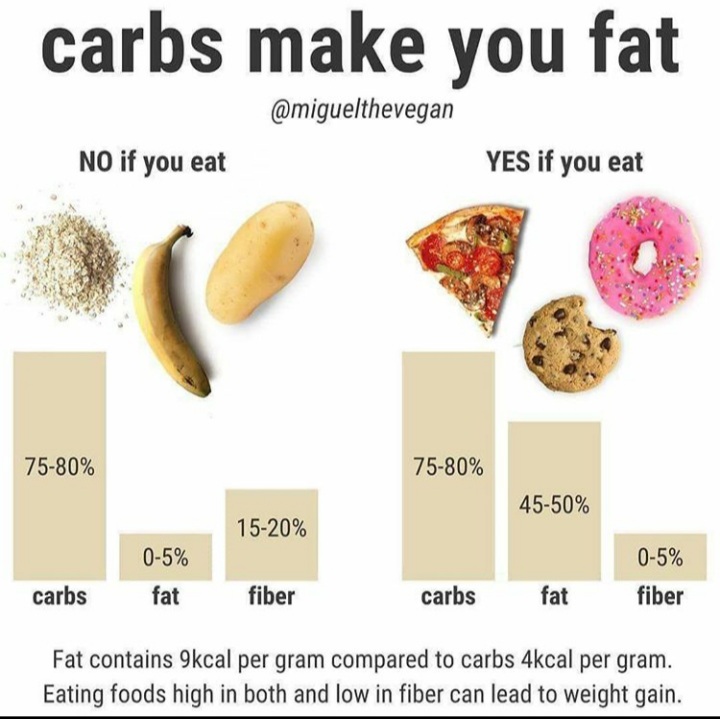 carbs make you fat
@miguelthevegan
NO if you eat
YES if you eat
75-80%
0-5%
15-20%
carbs fat fiber
75-80%
45-50%
0-5%
carbs fat fiber
Fat contains 9kcal per gram compared to carbs 4kcal per gram.
Eating foods high in both and low in fiber can lead to weight gain.